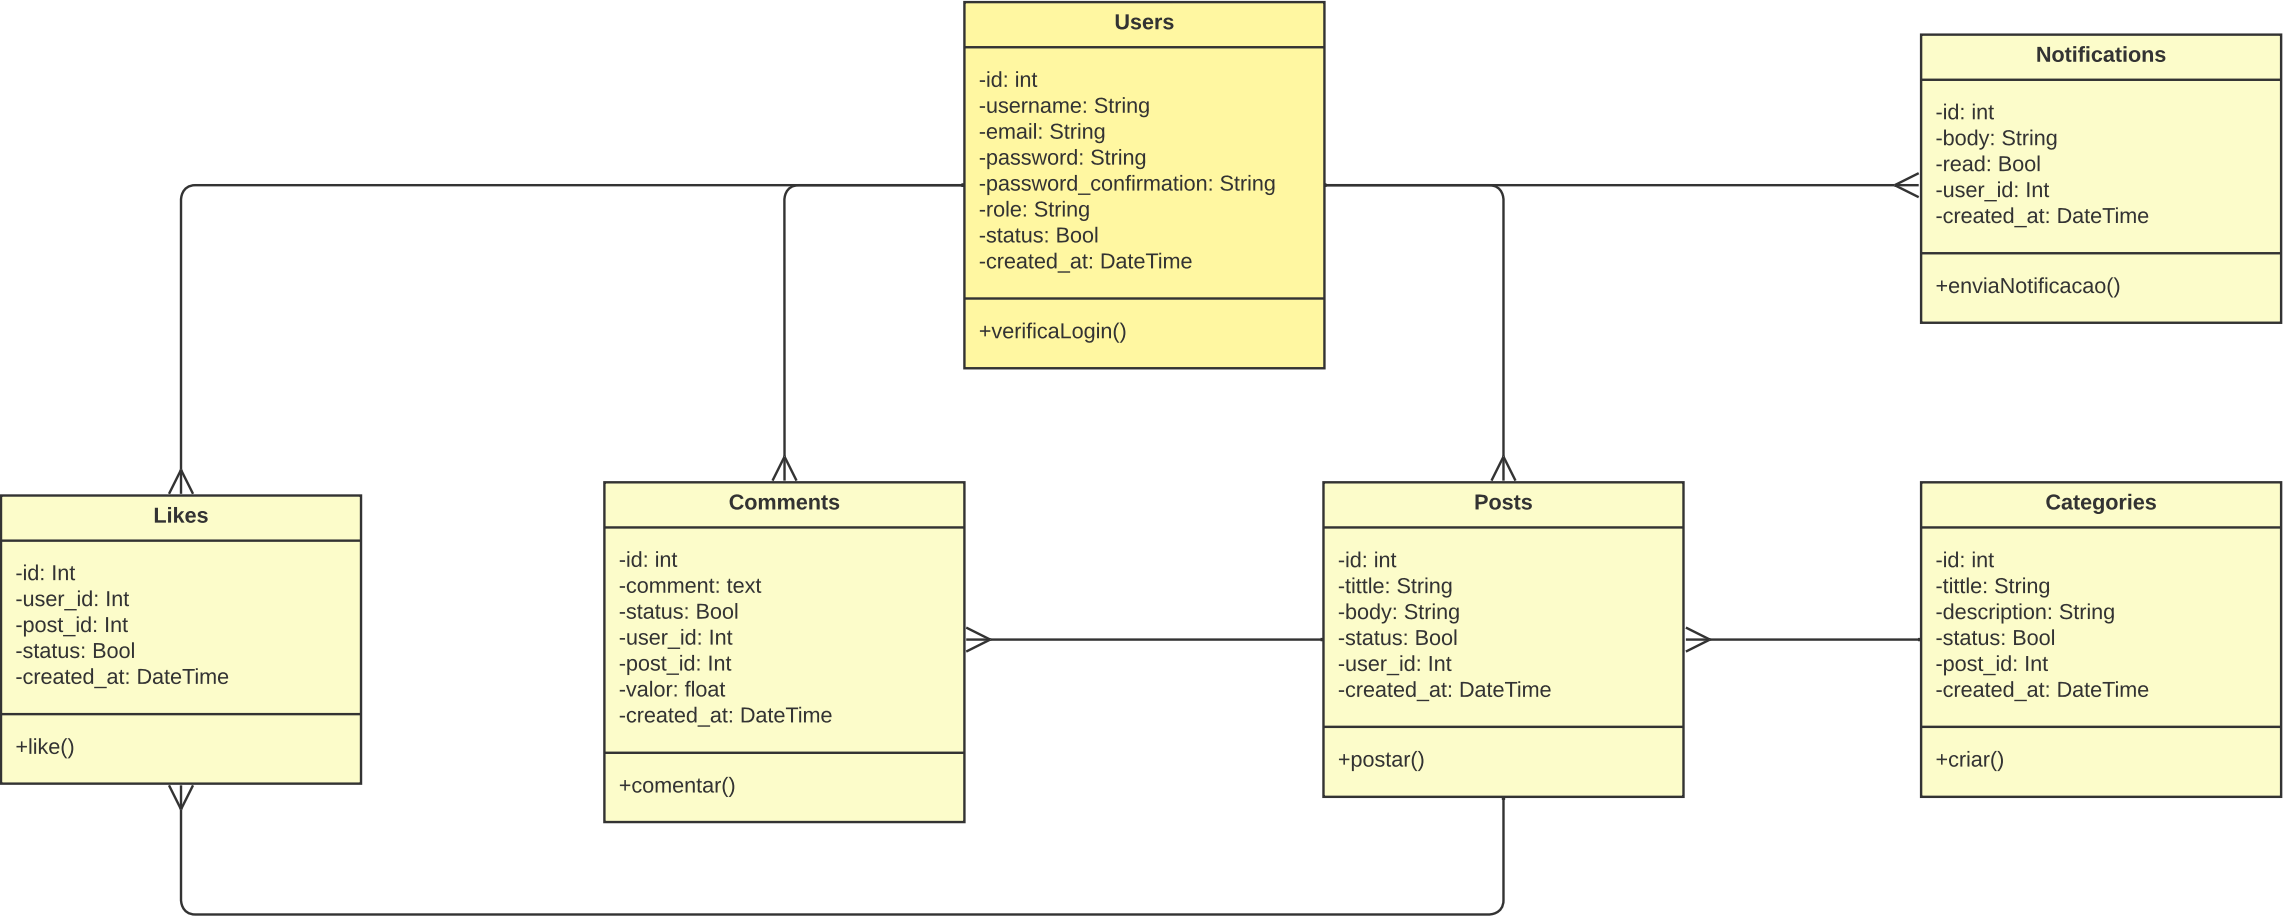 Users
-id: int
-username: String
-email: String
-password: String
-password_confirmation: String
-role: String
-status: Bool
-created_at: DateTime
+verificaLogin()
Notifications
-id: int
-body: String
-read: Bool
-user_id: Int
-created_at: DateTime
+enviaNotificacao()
Likes
-id: Int
-user_id: Int
-post_id: Int
-status: Bool
-created_at: DateTime
+like()
Comments
-id: int
-comment: text
-status: Bool
-user_id: Int
-post_id: Int
-valor: float
-created_at: DateTime
+comentar()
Posts
-id: int
-tittle: String
-body: String
-status: Bool
-user_id: Int
-created_at: DateTime
+postar()
Categories
-id: int
-tittle: String
-description: String
-status: Bool
-post_id: Int
-created_at: DateTime
+criar()